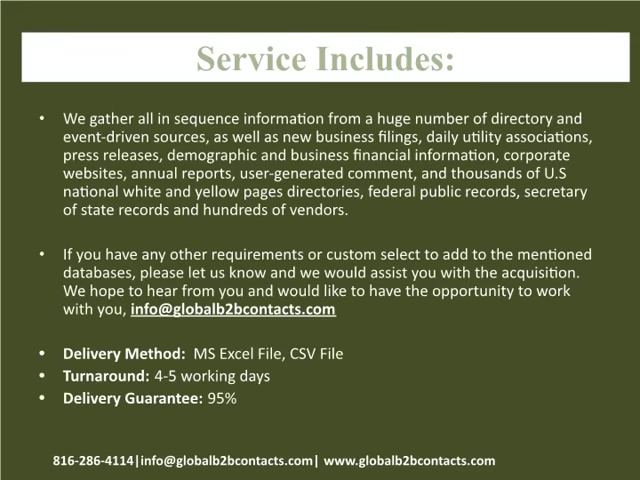 Service Includes:
• We gather all in sequence information from a huge number of directory and
event-driven sources, as well as new business filings, daily utility associations,
press releases, demographic and business financial information, corporate
websites, annual reports, user-generated comment, and thousands of U.S
national white and yellow pages directories, federal public records, secretary
of state records and hundreds of vendors.
• If you have any other requirements or custom select to add to the mentioned
databases, please let us know and we would assist you with the acquisition.
We hope to hear from you and would like to have the opportunity to work
with you, info@globalb2bcontacts.com
• Delivery Method: MS Excel File, CSV File
• Turnaround: 4-5 working days
• Delivery Guarantee: 95%
816-286-4114|info@globalb2bcontacts.com| www.globalb2bcontacts.com